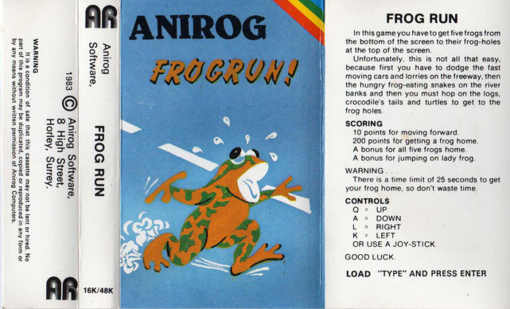 WARNING
It is a condition of sale that this cassette may not be lent or hired. No
part of this program may be duplicated, copied or reproduced in any form or
by any means without written permission of Anirog Computers.
1983 © Anirog Software,
8 High Street,
Horley, Surrey.
AR
AR
Anirog
Software,
FROG RUN
16K/48K
ANIROG
FROGRUN!
FROG RUN
In this game you have to get five frogs from
the bottom of the screen to their frog-holes
at the top of the screen.
Unfortunately, this is not all that easy,
because first you have to dodge the fast
moving cars and lorries on the freeway, then
the hungry frog-eating snakes on the river
banks and then you must hop on the logs,
crocodile's tails and turtles to get to the
frog holes.
SCORING
10 points for moving forward.
200 points for getting a frog home.
A bonus for all five frogs home.
A bonus for jumping on lady frog.
WARNING...
There is a time limit of 25 seconds to get
your frog home, so don't waste time.
CONTROLS
Q = UP
A = DOWN
L = RIGHT
K = LEFT
OR USE A JOY-STICK.
GOOD LUCK.
LOAD "TYPE" AND PRESS ENTER